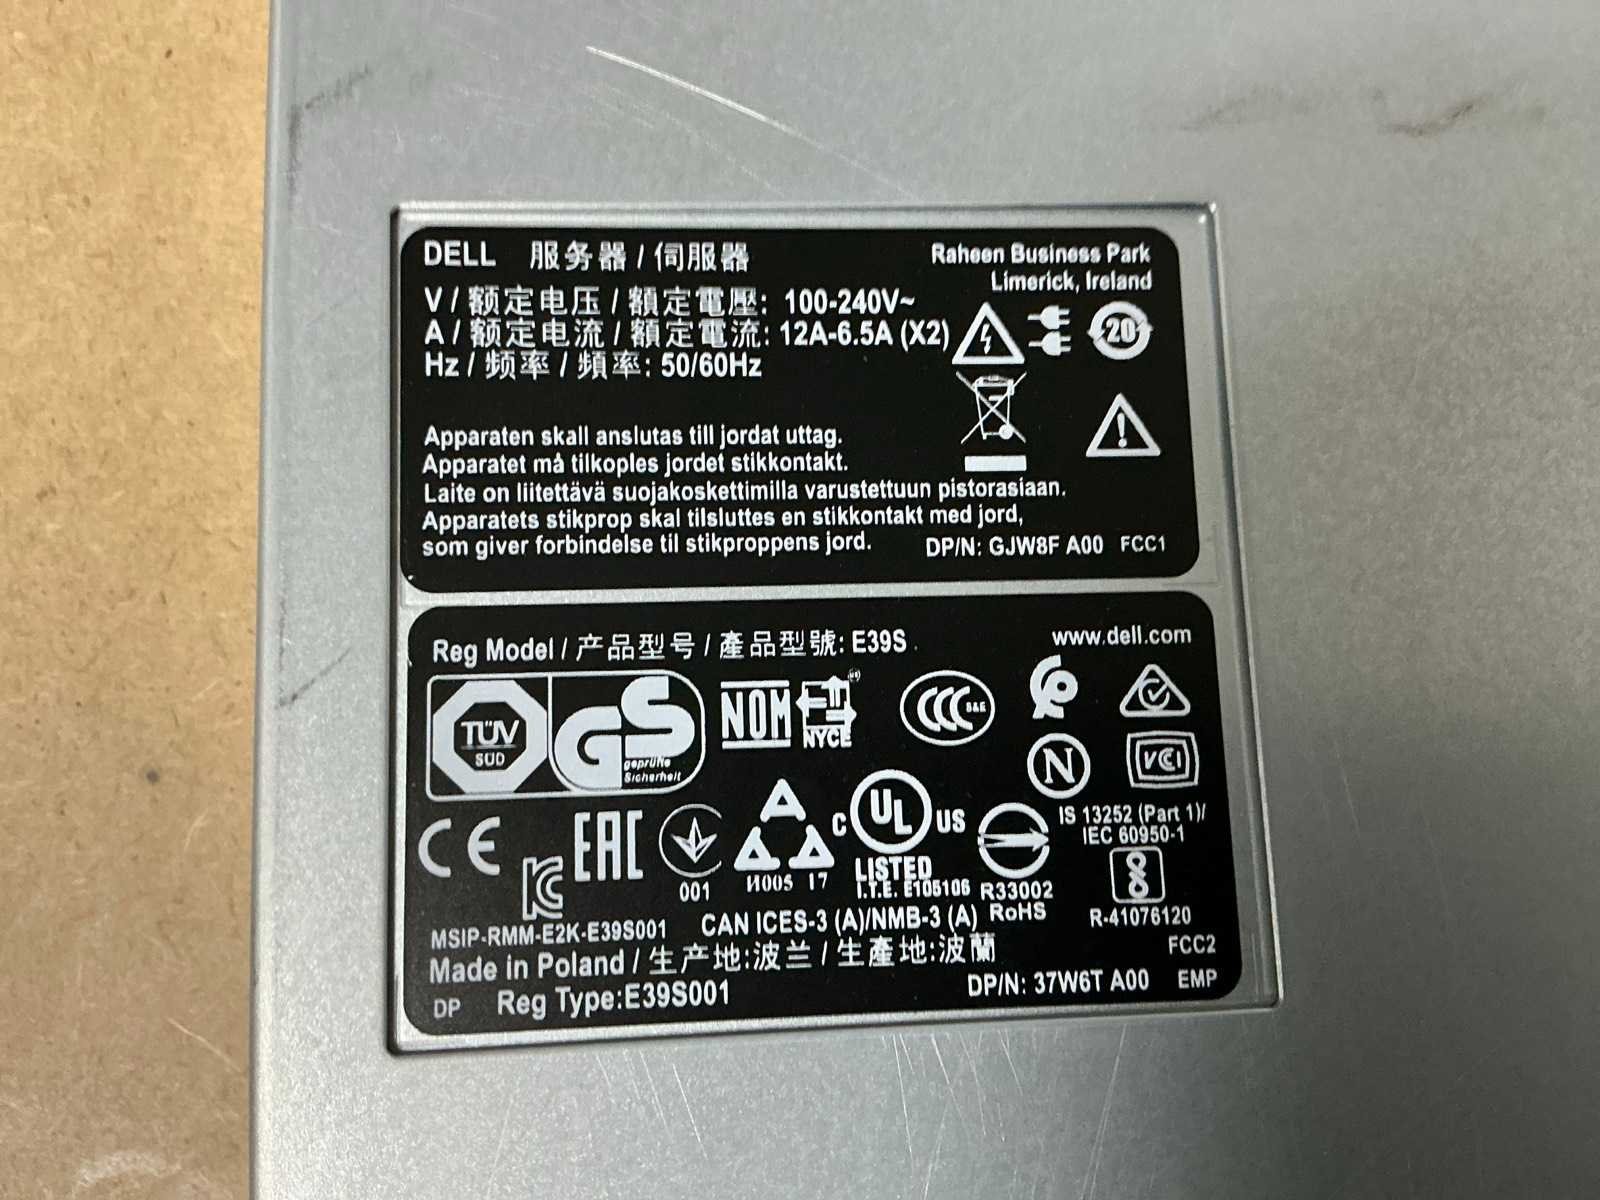 DELL 服务器 / 伺服器
Raheen Business Park
Limerick, Ireland
V / 额定电压 / 額定電壓: 100-240V~
A / 额定电流 / 額定電流: 12A-6.5A (X2)
Hz / 频率 / 頻率: 50/60Hz
20
Apparaten skall anslutas till jordat uttag.
Apparatet må tilkoples jordet stikkontakt.
Laite on liitettävä suojakoskettimilla varustettuun pistorasiaan.
Apparatets stikprop skal tilsluttes en stikkontakt med jord,
som giver forbindelse til stikproppens jord.
DP/N: GJW8F A00 FCC1
Reg Model / 产品型号 / 產品型號: E39S
www.dell.com
TÜV
SÜD
GS
geprüfte
Sicherheit
NOM
NYCE
CCC S&E
N
VCI
CE
KC
EAC
001
И005 17
C UL US
LISTED
I.T.E. E105106
R33002
RoHS
IS 13252 (Part 1)/
IEC 60950-1
R-41076120
MSIP-RMM-E2K-E39S001
CAN ICES-3 (A)/NMB-3 (A)
FCC2
Made in Poland / 生产地:波兰 / 生產地:波蘭
DP Reg Type:E39S001
DP/N: 37W6T A00 EMP